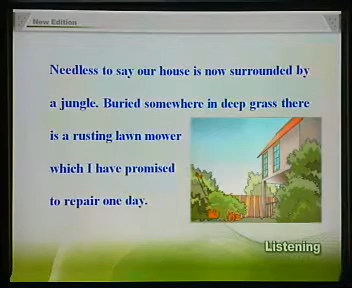 New Edition
Needless to say our house is now surrounded by
a jungle. Buried somewhere in deep grass there
is a rusting lawn mower
which I have promised
to repair one day.
Listening